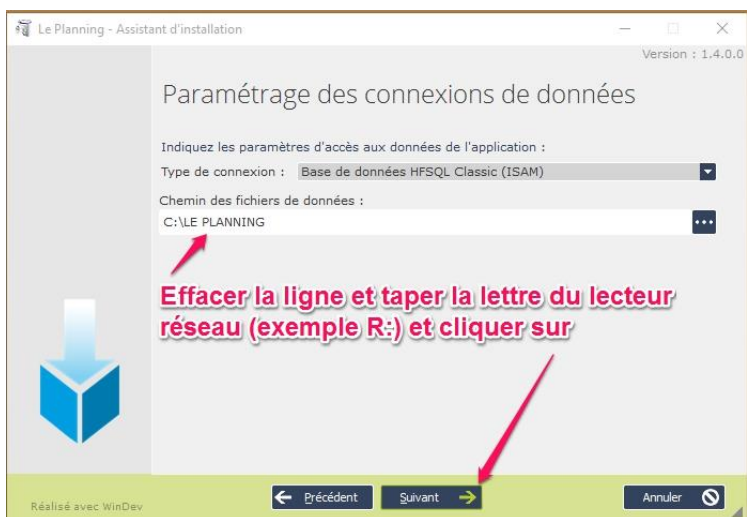 Le Planning - Assistant d'installation
Version : 1.4.0.0
Paramétrage des connexions de données
Indiquez les paramètres d'accès aux données de l'application :
Type de connexion : Base de données HFSQL Classic (ISAM)
Chemin des fichiers de données :
C:\LE PLANNING
Effacer la ligne et taper la lettre du lecteur
réseau (exemple R:) et cliquer sur
Réalisé avec WinDev
Précédent
Suivant
Annuler